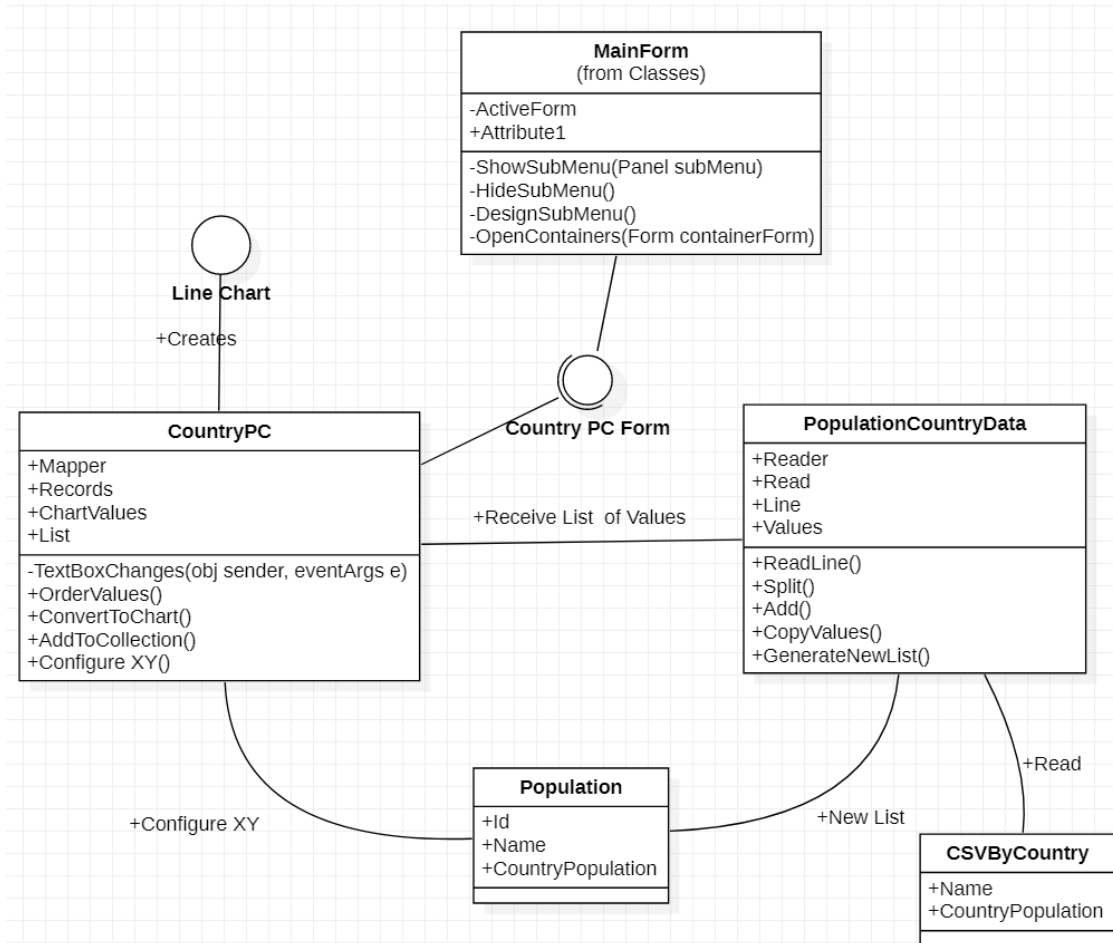 MainForm
(from Classes)
-ActiveForm
+Attribute1
-ShowSubMenu(Panel subMenu)
-HideSubMenu()
-DesignSubMenu()
-OpenContainers(Form containerForm)
Line Chart
+Creates
Country PC Form
CountryPC
+Mapper
+Records
+ChartValues
+List
-TextBoxChanges(obj sender, eventArgs e)
+OrderValues()
+ConvertToChart()
+AddToCollection()
+Configure XY()
+Receive List of Values
PopulationCountryData
+Reader
+Read
+Line
+Values
+ReadLine()
+Split()
+Add()
+CopyValues()
+GenerateNewList()
+Configure XY
Population
+Id
+Name
+CountryPopulation
+New List
+Read
CSVByCountry
+Name
+CountryPopulation